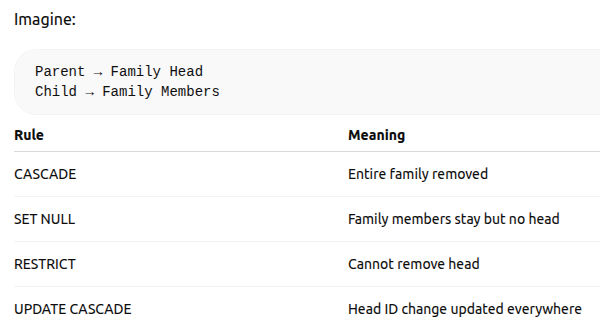 Imagine:
Parent → Family Head
Child → Family Members
Rule Meaning
CASCADE Entire family removed
SET NULL Family members stay but no head
RESTRICT Cannot remove head
UPDATE CASCADE Head ID change updated everywhere